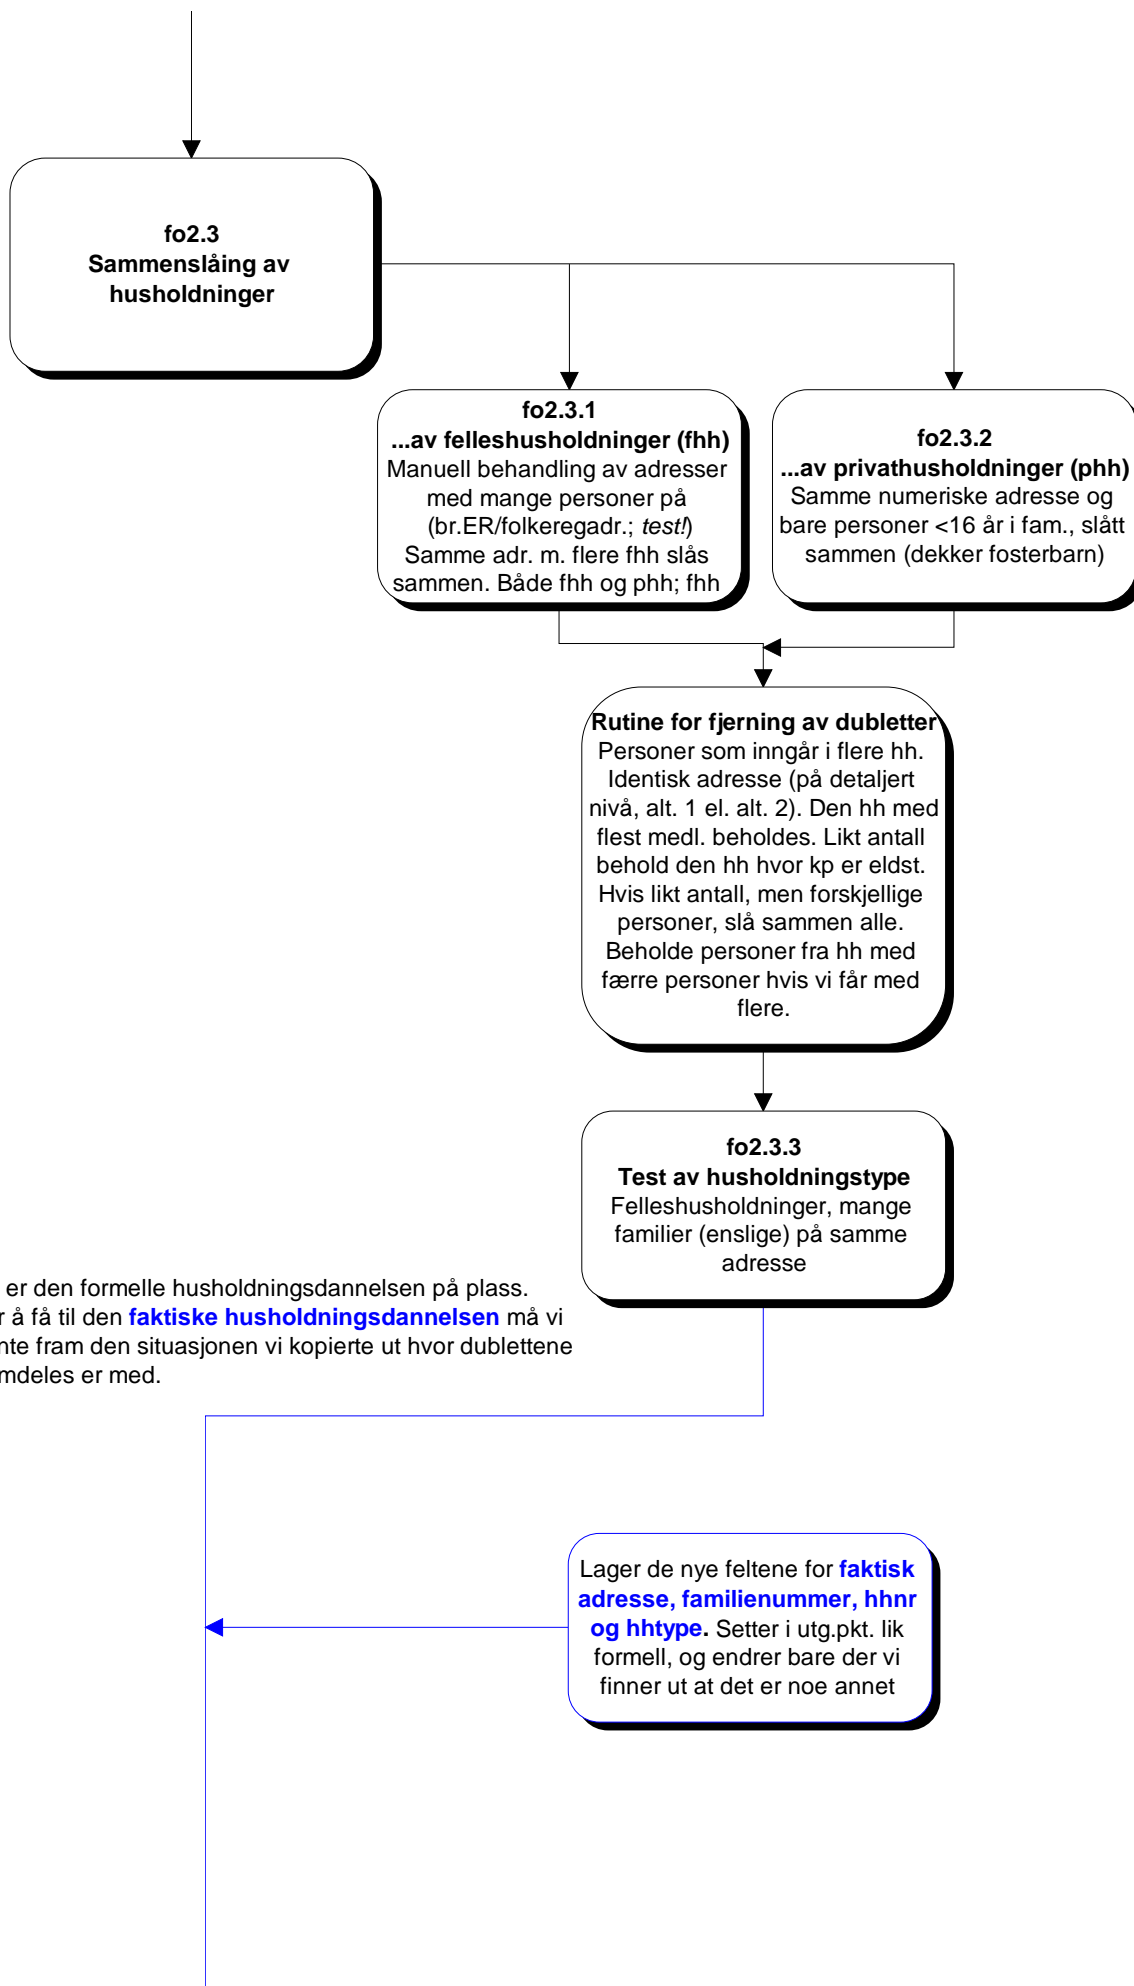 fo2.3
Sammenslåing av
husholdninger
fo2.3.1
...av felleshusholdninger (fhh)
Manuell behandling av adresser
med mange personer på
(br.ER/folkeregadr.; test!)
Samme adr. m. flere fhh slås
sammen. Både fhh og phh; fhh
fo2.3.2
...av privathusholdninger (phh)
Samme numeriske adresse og
bare personer <16 år i fam., slått
sammen (dekker fosterbarn)
Rutine for fjerning av dubletter
Personer som inngår i flere hh.
Identisk adresse (på detaljert
nivå, alt. 1 el. alt. 2). Den hh med
flest medl. beholdes. Likt antall
behold den hh hvor kp er eldst.
Hvis likt antall, men forskjellige
personer, slå sammen alle.
Beholde personer fra hh med
færre personer hvis vi får med
flere.
fo2.3.3
Test av husholdningstype
Felleshusholdninger, mange
familier (enslige) på samme
adresse
er den formelle husholdningsdannelsen på plass.
r å få til den faktiske husholdningsdannelsen må vi
nte fram den situasjonen vi kopierte ut hvor dublettene
mdeles er med.
Lager de nye feltene for faktisk
adresse, familienummer, hhnr
og hhtype. Setter i utg.pkt. lik
formell, og endrer bare der vi
finner ut at det er noe annet